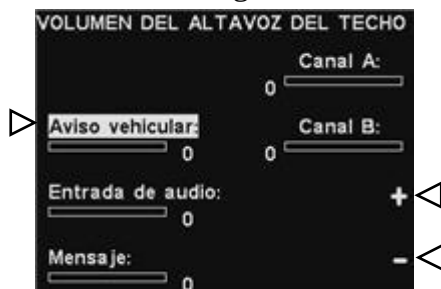 VOLUMEN DEL ALTAVOZ DEL TECHO
Canal A:
0
Aviso vehicular:
0
Canal B:
0
Entrada de audio:
0
+
Mensaje:
0
-